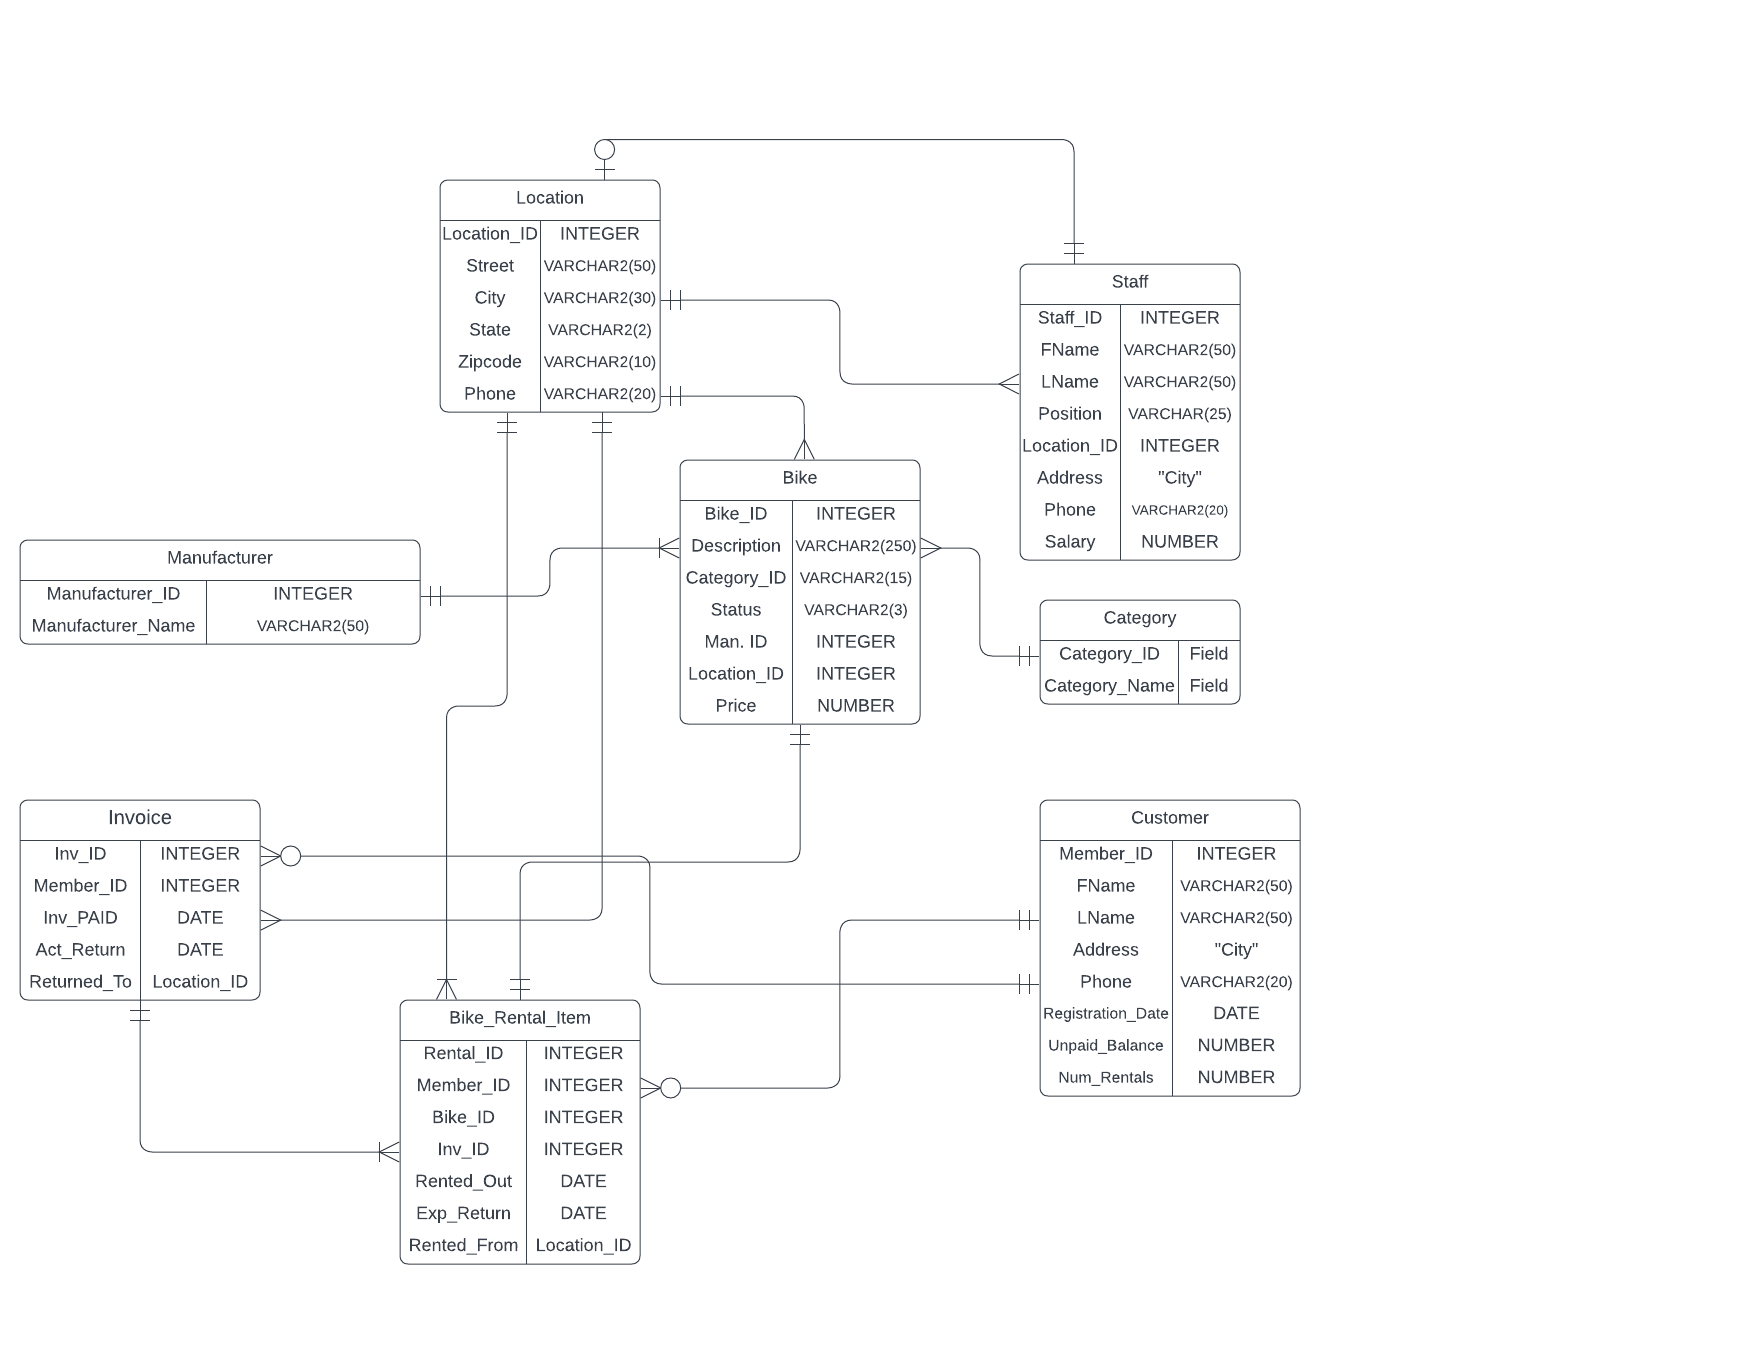 Location
Location_ID INTEGER
Street VARCHAR2(50)
City VARCHAR2(30)
State VARCHAR2(2)
Zipcode VARCHAR2(10)
Phone VARCHAR2(20)
Staff
Staff_ID INTEGER
FName VARCHAR2(50)
LName VARCHAR2(50)
Position VARCHAR(25)
Location_ID INTEGER
Address "City"
Phone VARCHAR2(20)
Salary NUMBER
Bike
Bike_ID INTEGER
Description VARCHAR2(250)
Category_ID VARCHAR2(15)
Status VARCHAR2(3)
Man. ID INTEGER
Location_ID INTEGER
Price NUMBER
Manufacturer
Manufacturer_ID INTEGER
Manufacturer_Name VARCHAR2(50)
Category
Category_ID Field
Category_Name Field
Invoice
Inv_ID INTEGER
Member_ID INTEGER
Inv_PAID DATE
Act_Return DATE
Returned_To Location_ID
Customer
Member_ID INTEGER
FName VARCHAR2(50)
LName VARCHAR2(50)
Address "City"
Phone VARCHAR2(20)
Registration_Date DATE
Unpaid_Balance NUMBER
Num_Rentals NUMBER
Bike_Rental_Item
Rental_ID INTEGER
Member_ID INTEGER
Bike_ID INTEGER
Inv_ID INTEGER
Rented_Out DATE
Exp_Return DATE
Rented_From Location_ID